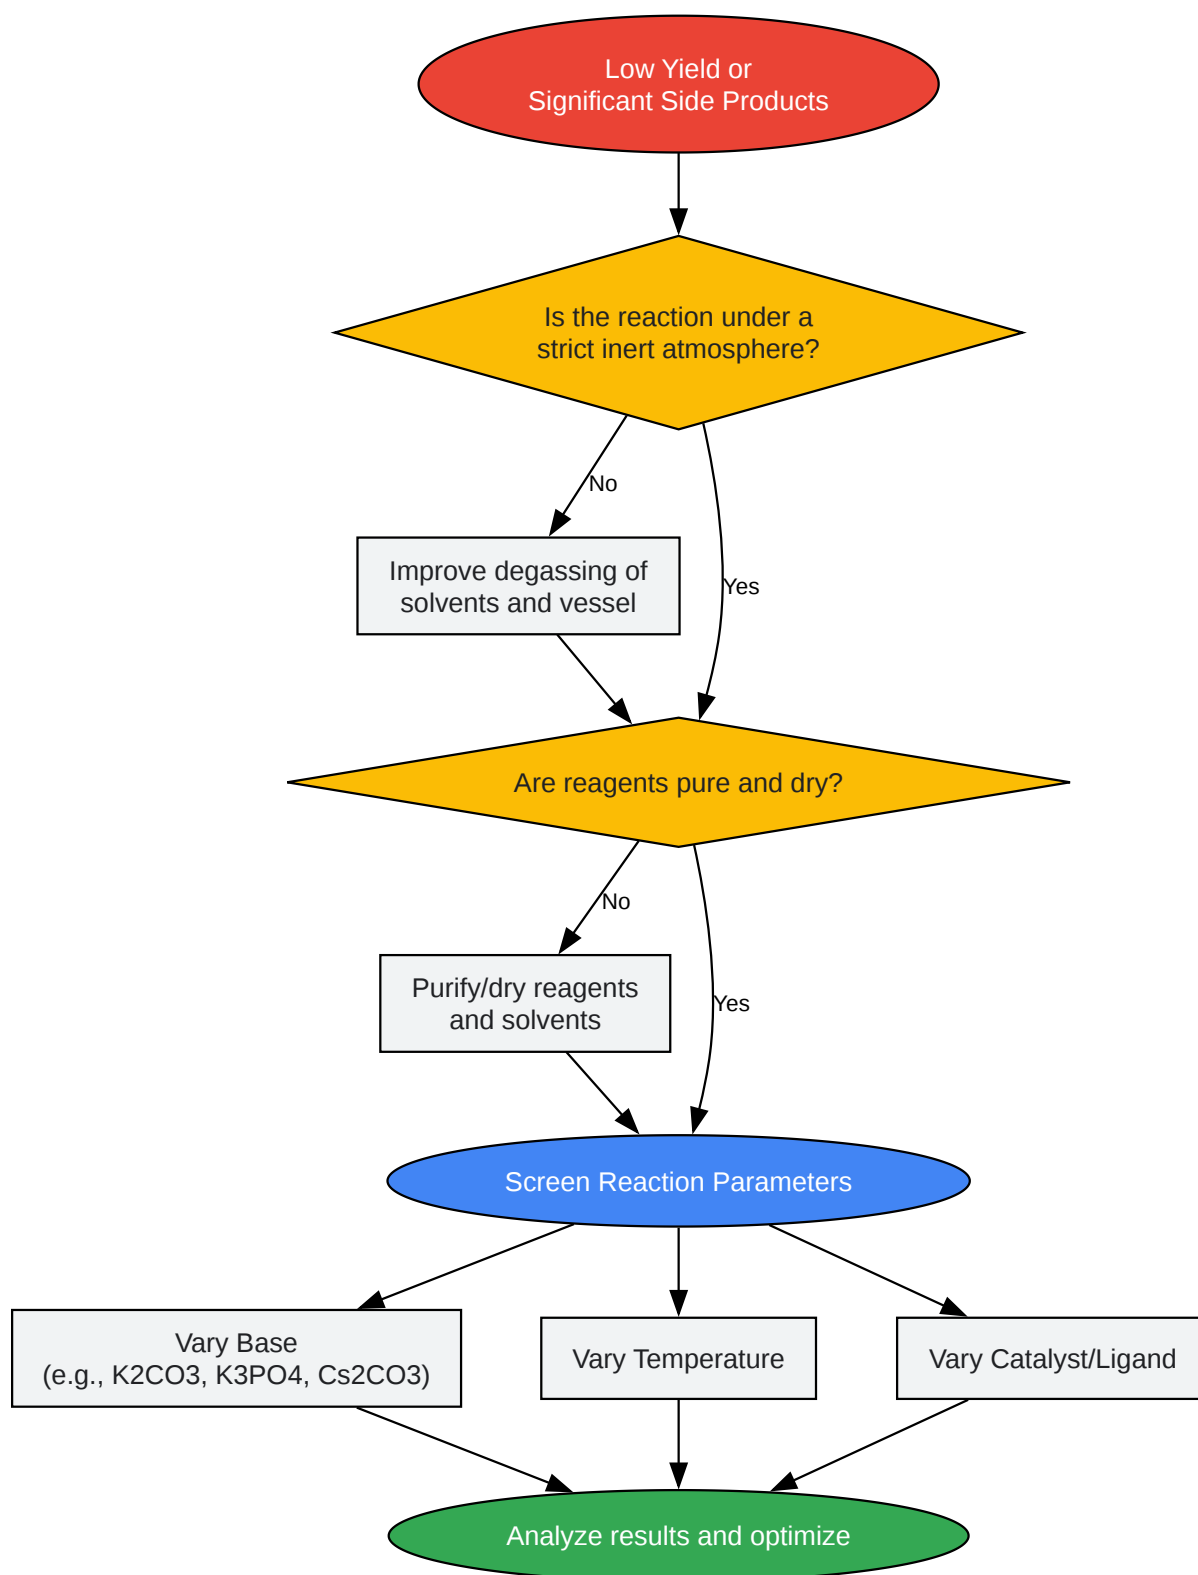 Low Yield or
Significant Side Products
Is the reaction under a
strict inert atmosphere?
No
Improve degassing of
solvents and vessel
Yes
Are reagents pure and dry?
No
Purify/dry reagents
and solvents
Yes
Screen Reaction Parameters
Vary Base
(e.g., K2CO3, K3PO4, Cs2CO3)
Vary Temperature
Vary Catalyst/Ligand
Analyze results and optimize